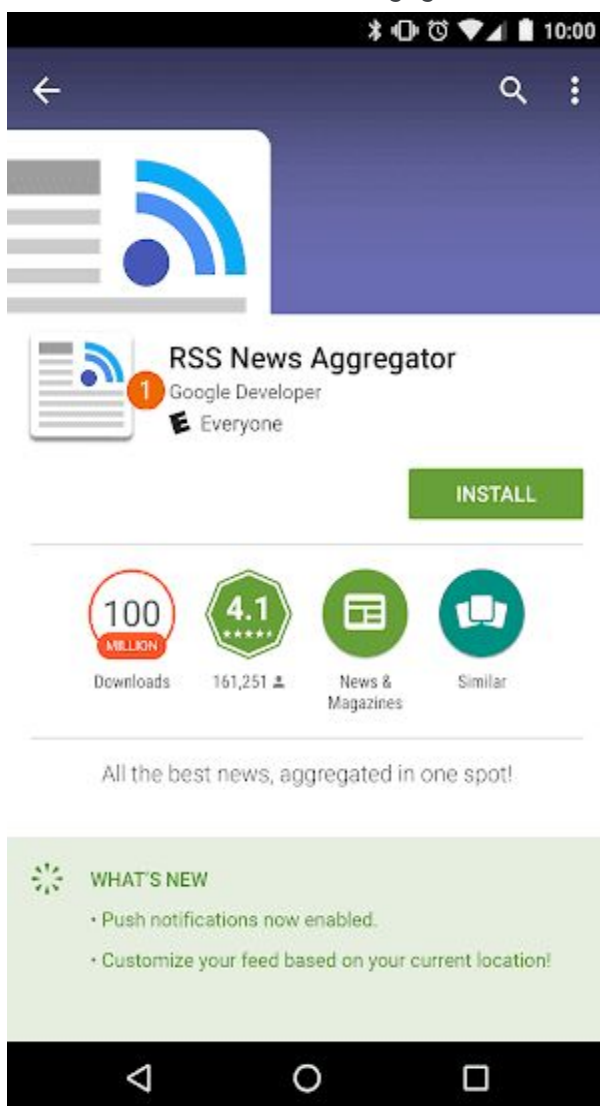 10:00
RSS News Aggregator
1
Google Developer
E Everyone
INSTALL
100
MILLION
4.1
Downloads
161,251
News &
Magazines
Similar
All the best news, aggregated in one spot!
WHAT'S NEW
• Push notifications now enabled.
• Customize your feed based on your current location!